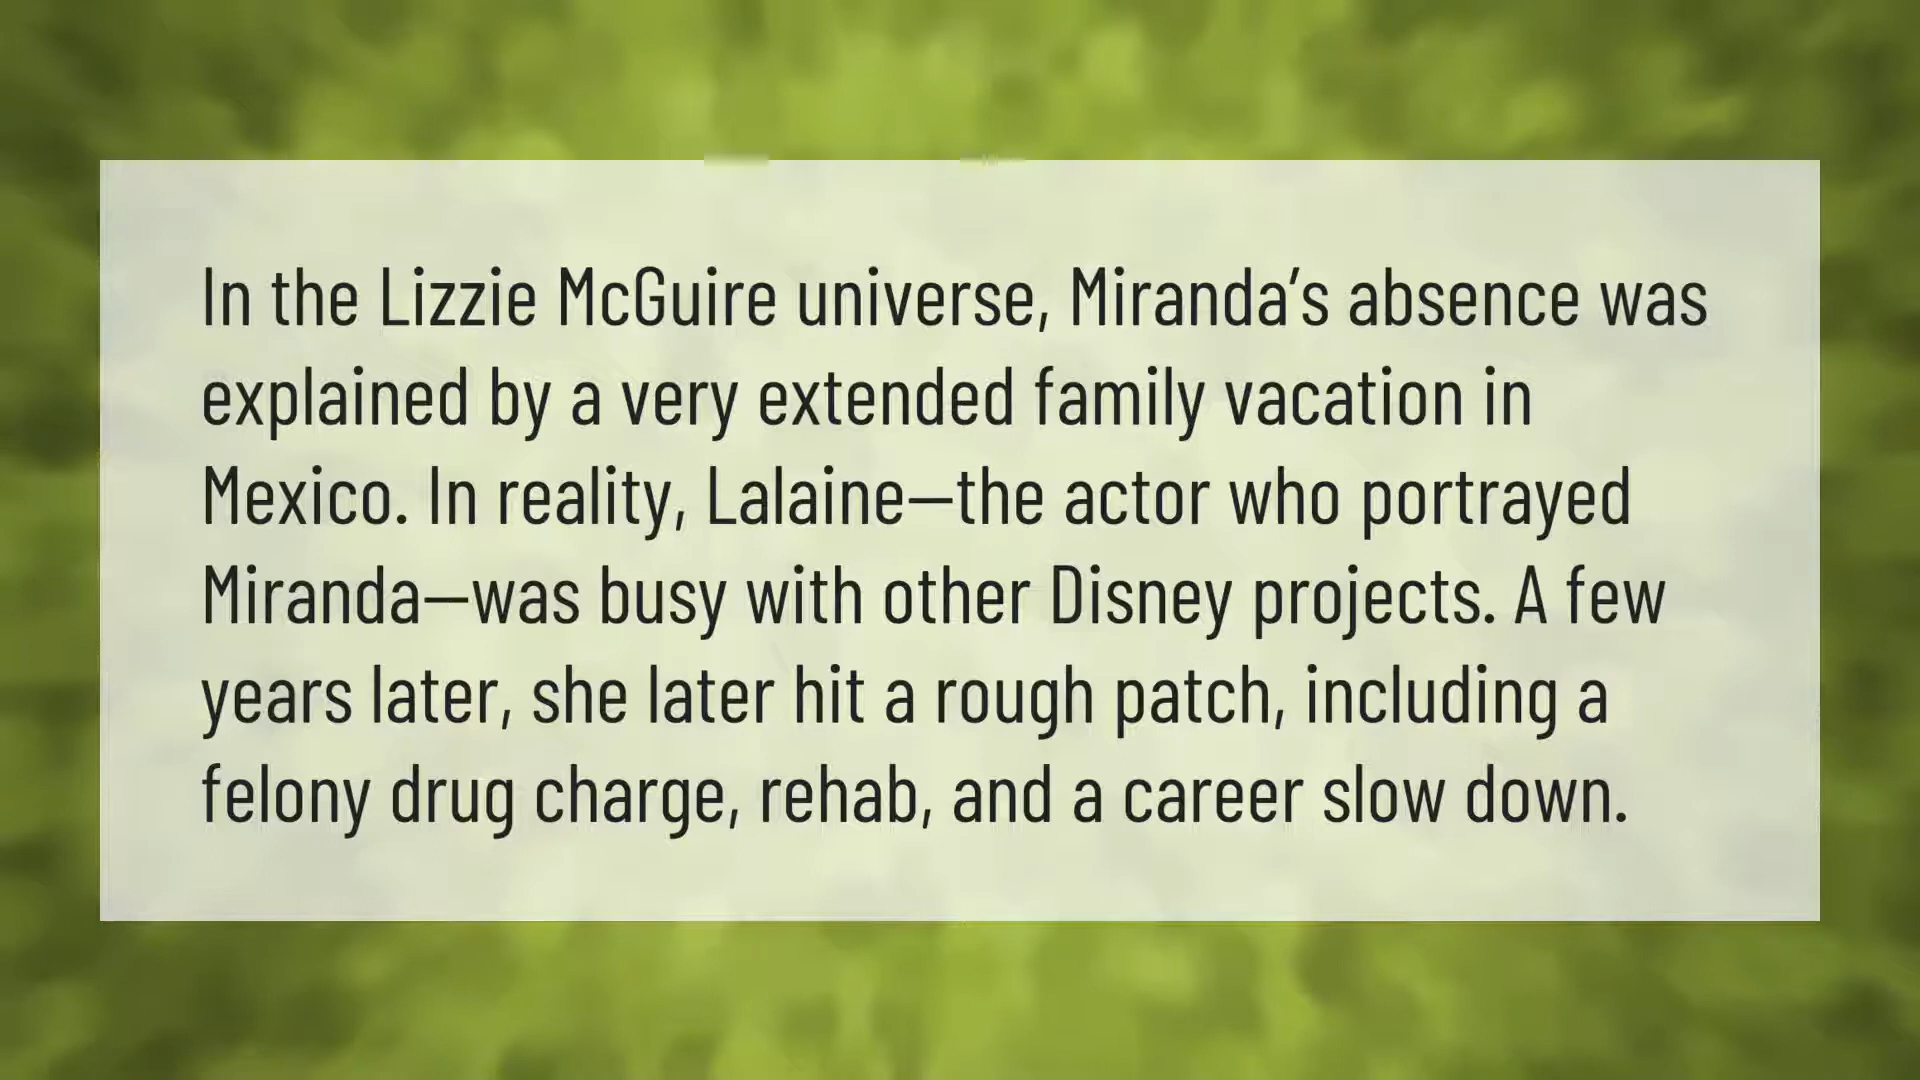 In the Lizzie McGuire universe, Miranda’s absence was
explained by a very extended family vacation in
Mexico. In reality, Lalaine—the actor who portrayed
Miranda—was busy with other Disney projects. A few
years later, she later hit a rough patch, including a
felony drug charge, rehab, and a career slow down.